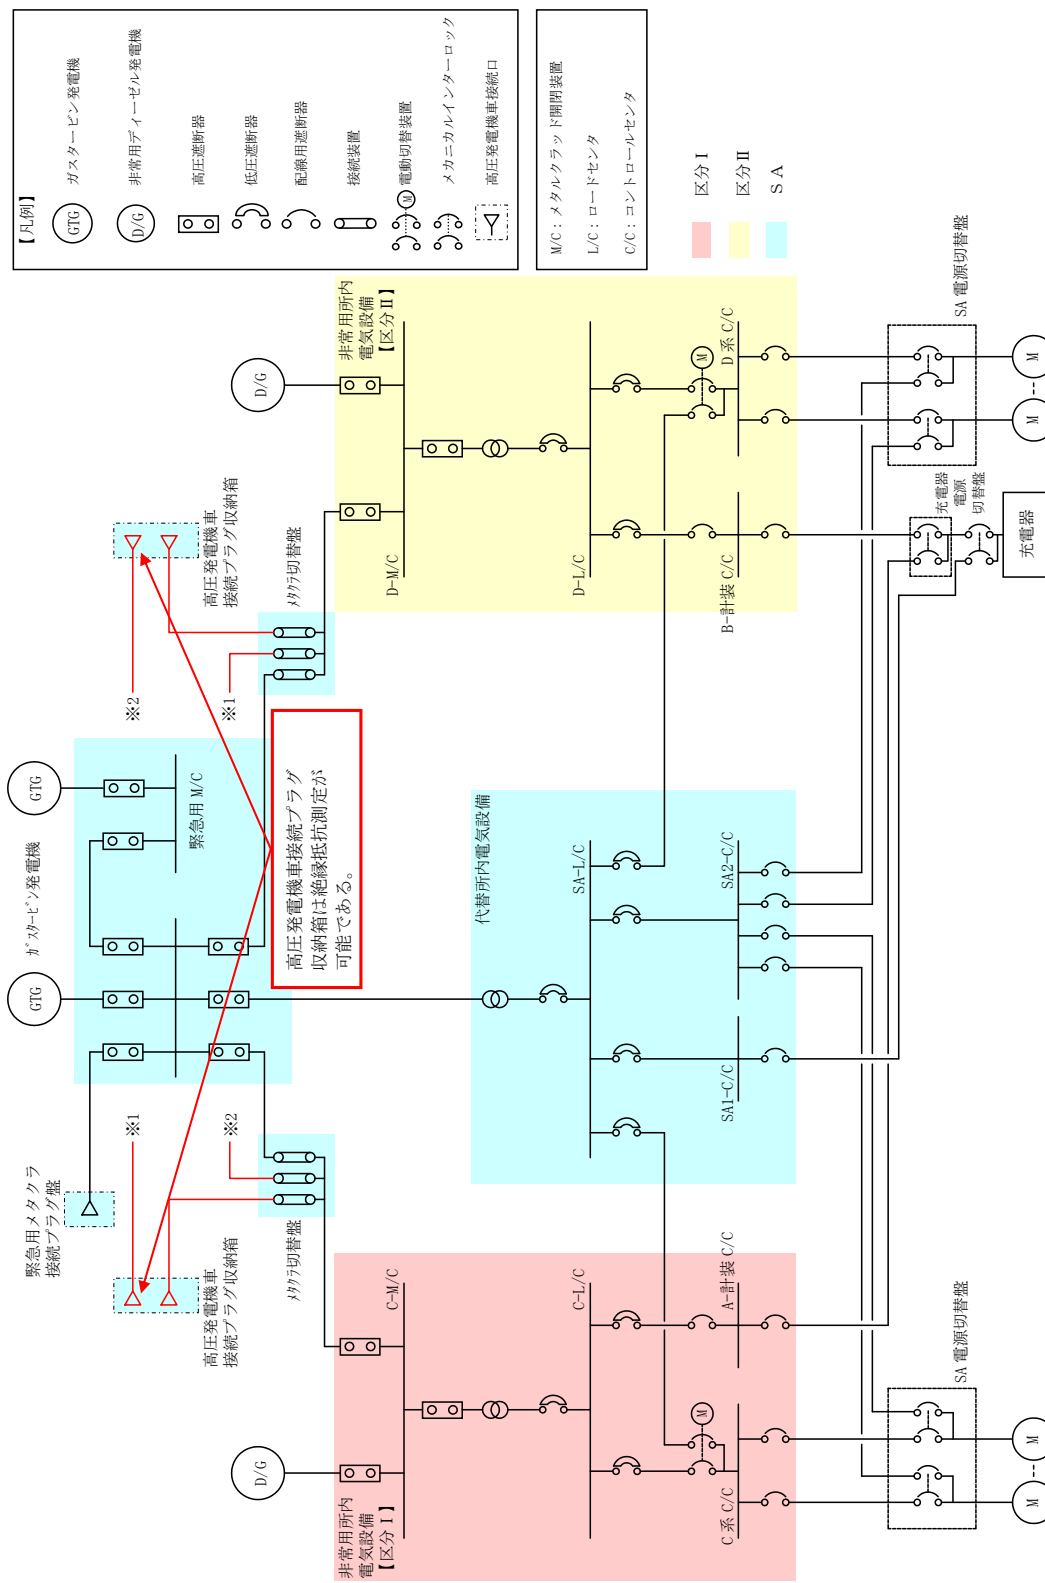 【凡例】
GTG
ガスタービン発電機
D/G
非常用ディーゼル発電機
高圧遮断器
低圧遮断器
配線用遮断器
接続装置
M
電動切替装置
メカニカルインターロック
高圧発電機車接続口
M/C：メタルクラッド開閉装置
L/C：ロードセンタ
C/C：コントロールセンタ
区分Ⅰ
区分Ⅱ
ＳＡ
緊急用メタクラ
接続プラグ盤
GTG
ガスタービン発電機
GTG
緊急用 M/C
高圧発電機車
接続プラグ収納箱
※1
※2
メタクラ切替盤
高圧発電機車
接続プラグ収納箱
※2
※1
メタクラ切替盤
高圧発電機車接続プラグ
収納箱は絶縁抵抗測定が
可能である。
D/G
非常用所内
電気設備
【区分Ⅰ】
C-M/C
C-L/C
M
C 系 C/C
A-計装 C/C
代替所内電気設備
SA-L/C
SA1-C/C
SA2-C/C
D/G
非常用所内
電気設備
【区分Ⅱ】
D-M/C
D-L/C
M
B-計装 C/C
D 系 C/C
SA 電源切替盤
M
M
充電器
電源
切替盤
充電器
SA 電源切替盤
M
M